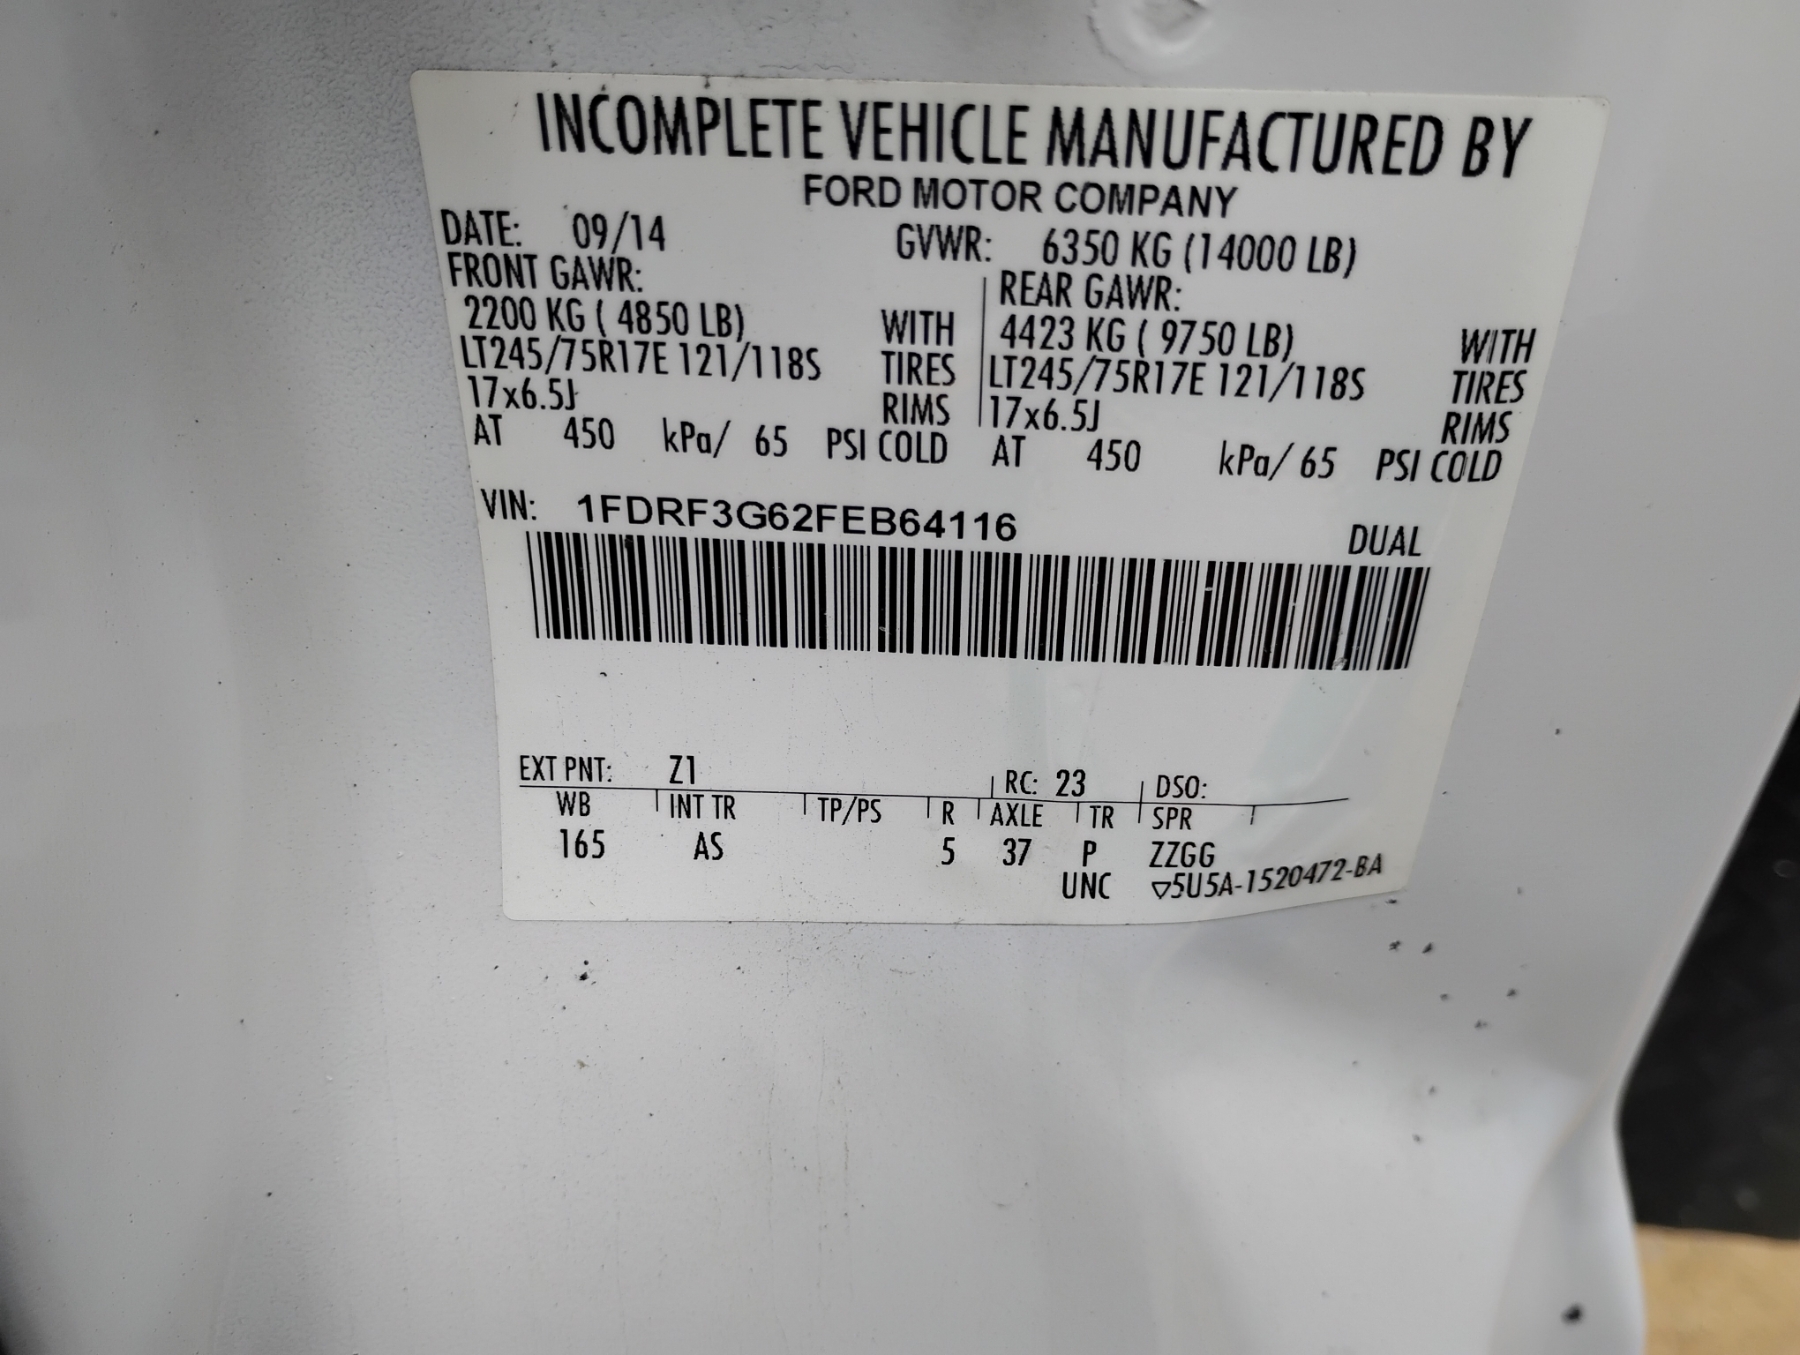 INCOMPLETE VEHICLE MANUFACTURED BY
FORD MOTOR COMPANY
DATE: 09/14 GVWR: 6350 KG (14000 LB)
FRONT GAWR: REAR GAWR:
2200 KG ( 4850 LB) WITH 4423 KG ( 9750 LB) WITH
LT245/75R17E 121/118S TIRES LT245/75R17E 121/118S TIRES
17x6.5J RIMS 17x6.5J RIMS
AT 450 kPa/ 65 PSI COLD AT 450 kPa/ 65 PSI COLD
VIN: 1FDRF3G62FEB64116 DUAL
EXT PNT: Z1 RC: 23 DSO:
WB INT TR TP/PS R AXLE TR SPR
165 AS 5 37 P ZZGG
UNC ▽5U5A-1520472-BA